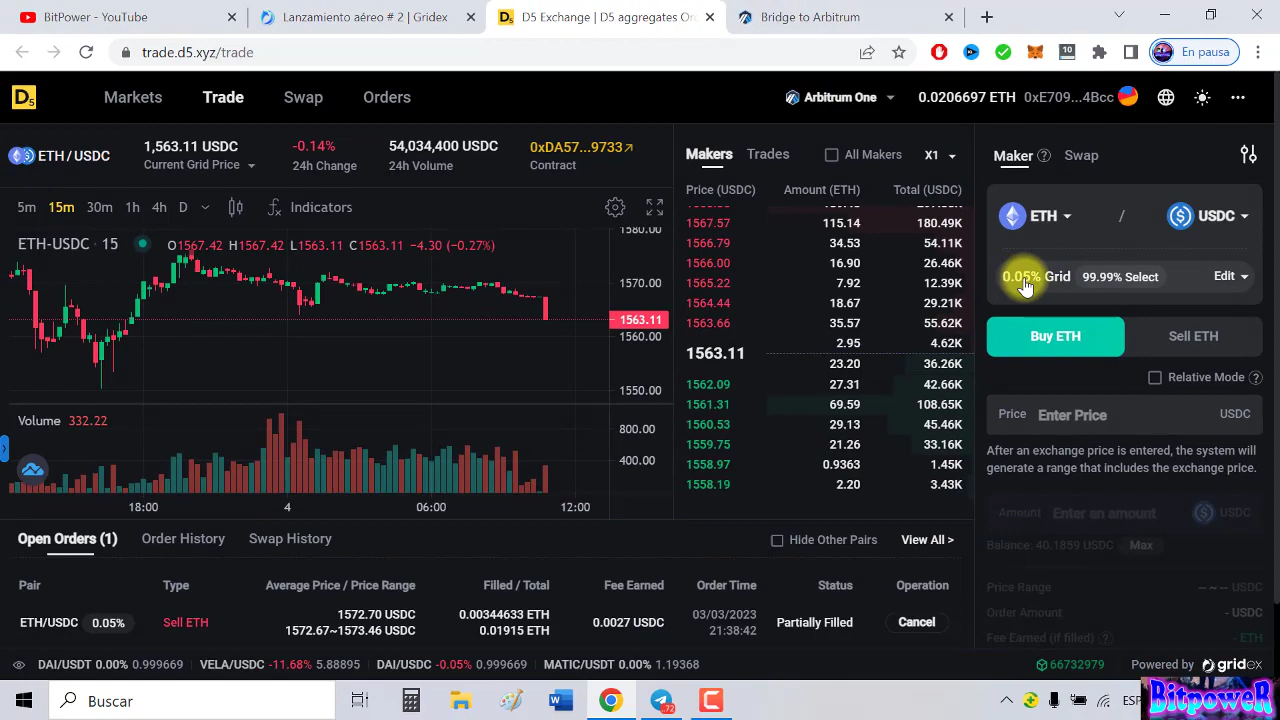 BitPower - YouTube
Lanzamiento aéreo # 2 | Gridex
D5 Exchange | D5 aggregates Or
Bridge to Arbitrum
trade.d5.xyz/trade
10
En pausa
D5
Markets
Trade
Swap
Orders
Arbitrum One
0.0206697 ETH
0xE709...4Bcc
ETH / USDC
1,563.11 USDC
Current Grid Price
-0.14%
24h Change
54,034,400 USDC
24h Volume
0xDA57...9733↗
Contract
5m 15m 30m 1h 4h D
Indicators
ETH-USDC · 15
O1567.42 H1567.42 L1563.11 C1563.11 −4.30 (−0.27%)
1580.00
1570.00
1563.11
1560.00
1550.00
Volume 332.22
800.00
400.00
18:00 4 06:00 12:00
Makers Trades All Makers X1
Price (USDC) Amount (ETH) Total (USDC)
1567.57 115.14 180.49K
1566.79 34.53 54.11K
1566.00 16.90 26.46K
1565.22 7.92 12.39K
1564.44 18.67 29.21K
1563.66 35.57 55.62K
2.95 4.62K
1563.11
23.20 36.26K
1562.09 27.31 42.66K
1561.31 69.59 108.65K
1560.53 29.13 45.46K
1559.75 21.26 33.16K
1558.97 0.9363 1.45K
1558.19 2.20 3.43K
Maker ? Swap
ETH / USDC
0.05% Grid 99.99% Select Edit
Buy ETH Sell ETH
Relative Mode ?
Price Enter Price USDC
After an exchange price is entered, the system will
generate a range that includes the exchange price.
Amount Enter an amount USDC
Balance: 40.1859 USDC Max
Price Range - ~ - USDC
Order Amount - USDC
Fee Earned (if filled) ? - ETH
Open Orders (1) Order History Swap History Hide Other Pairs View All >
Pair Type Average Price / Price Range Filled / Total Fee Earned Order Time Status Operation
ETH/USDC 0.05% Sell ETH
1572.70 USDC
1572.67~1573.46 USDC
0.00344633 ETH
0.01915 ETH
0.0027 USDC
03/03/2023
21:38:42
Partially Filled
Cancel
DAI/USDT 0.00% 0.999669 VELA/USDC -11.68% 5.88895 DAI/USDC -0.05% 0.999669 MATIC/USDT 0.00% 1.19368
66732979
Powered by gridex
Buscar
72
ESP
BitpoweR